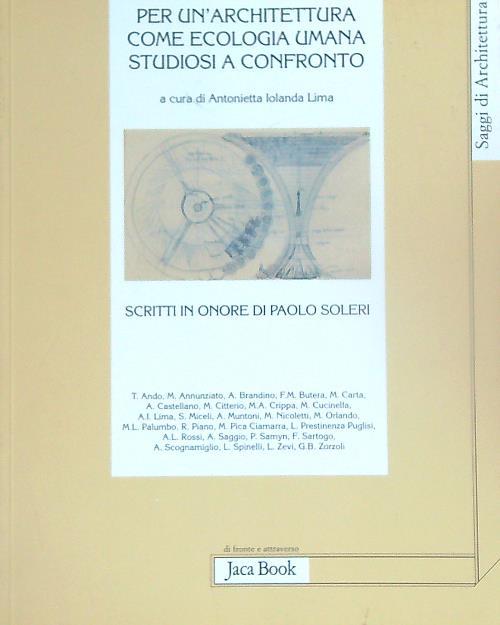 PER UN'ARCHITETTURA
COME ECOLOGIA UMANA
STUDIOSI A CONFRONTO
a cura di Antonietta Iolanda Lima
SCRITTI IN ONORE DI PAOLO SOLERI
T. Ando, M. Annunziato, A. Brandino, F.M. Butera, M. Carta,
A. Castellano, M. Citterio, M.A. Crippa, M. Cucinella,
A.I. Lima, S. Miceli, A. Muntoni, M. Nicoletti, M. Orlando,
M.L. Palumbo, R. Piano, M. Pica Ciamarra, L. Prestinenza Puglisi,
A.L. Rossi, A. Saggio, P. Samyn, F. Sartogo,
A. Scognamiglio, L. Spinelli, L. Zevi, G.B. Zorzoli
di fronte e attraverso
Jaca Book
Saggi di Architettura